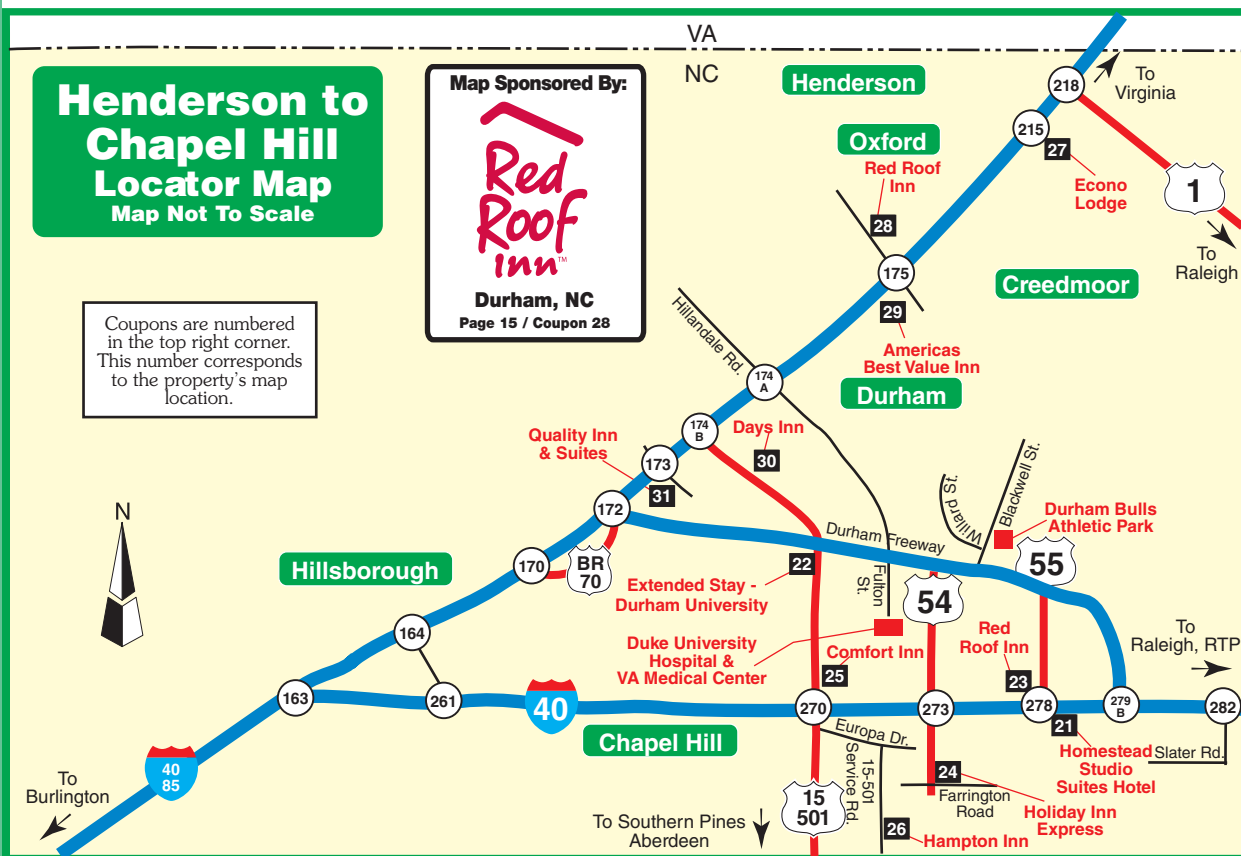 VA
NC
Henderson to
Chapel Hill
Locator Map
Map Not To Scale
Map Sponsored By:
Red
Roof
Inn™
Durham, NC
Page 15 / Coupon 28
Coupons are numbered
in the top right corner.
This number corresponds
to the property's map
location.
Henderson
218
To
Virginia
215
27
Econo
Lodge
1
To
Raleigh
Oxford
Red Roof
Inn
28
175
Creedmoor
29
Americas
Best Value Inn
Durham
Hillandale Rd.
174
A
174
B
Days Inn
30
Quality Inn
& Suites
173
31
172
Willard St.
Blackwell St.
Durham Bulls
Athletic Park
Durham Freeway
N
Hillsborough
170
BR
70
22
Extended Stay -
Durham University
Fulton
St.
54
55
164
Duke University
Hospital &
VA Medical Center
Comfort Inn
25
Red
Roof Inn
23
To
Raleigh, RTP
163
261
40
270
273
278
279
B
282
Chapel Hill
Europa Dr.
21
Homestead
Studio
Suites Hotel
Slater Rd.
40
85
To
Burlington
15
501
15-501
Service Rd.
24
Farrington
Road
Holiday Inn
Express
To Southern Pines
Aberdeen
26
Hampton Inn